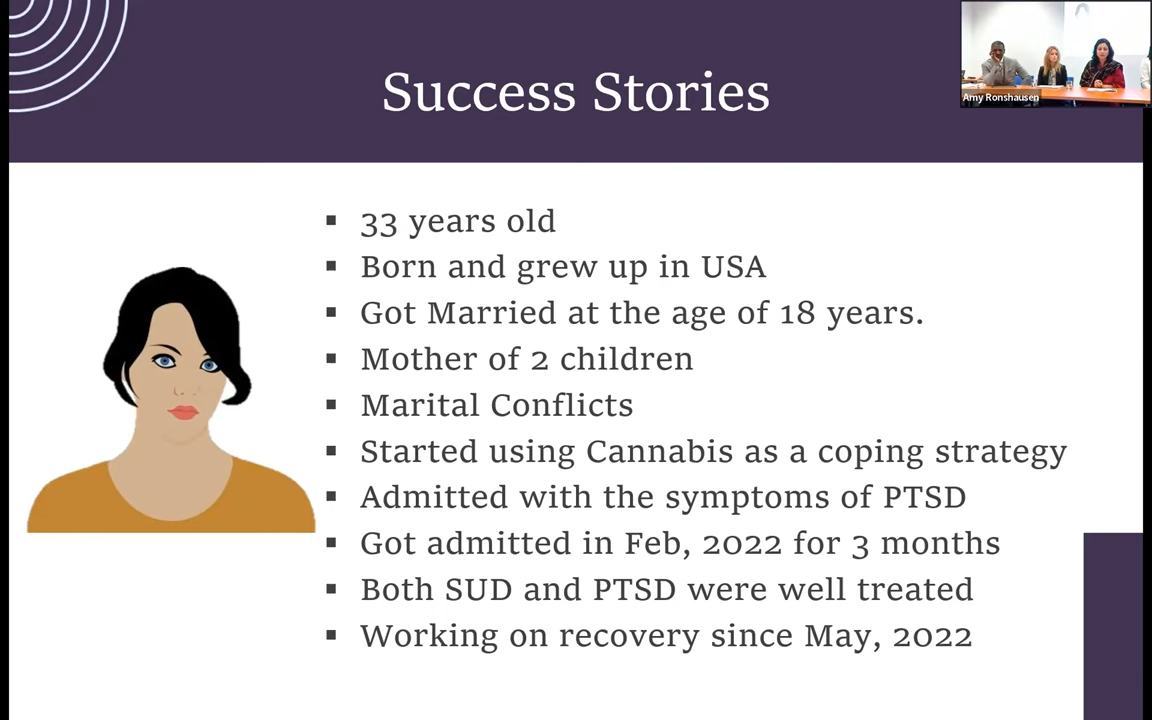 Success Stories
Amy Ronshausen
▪ 33 years old
▪ Born and grew up in USA
▪ Got Married at the age of 18 years.
▪ Mother of 2 children
▪ Marital Conflicts
▪ Started using Cannabis as a coping strategy
▪ Admitted with the symptoms of PTSD
▪ Got admitted in Feb, 2022 for 3 months
▪ Both SUD and PTSD were well treated
▪ Working on recovery since May, 2022